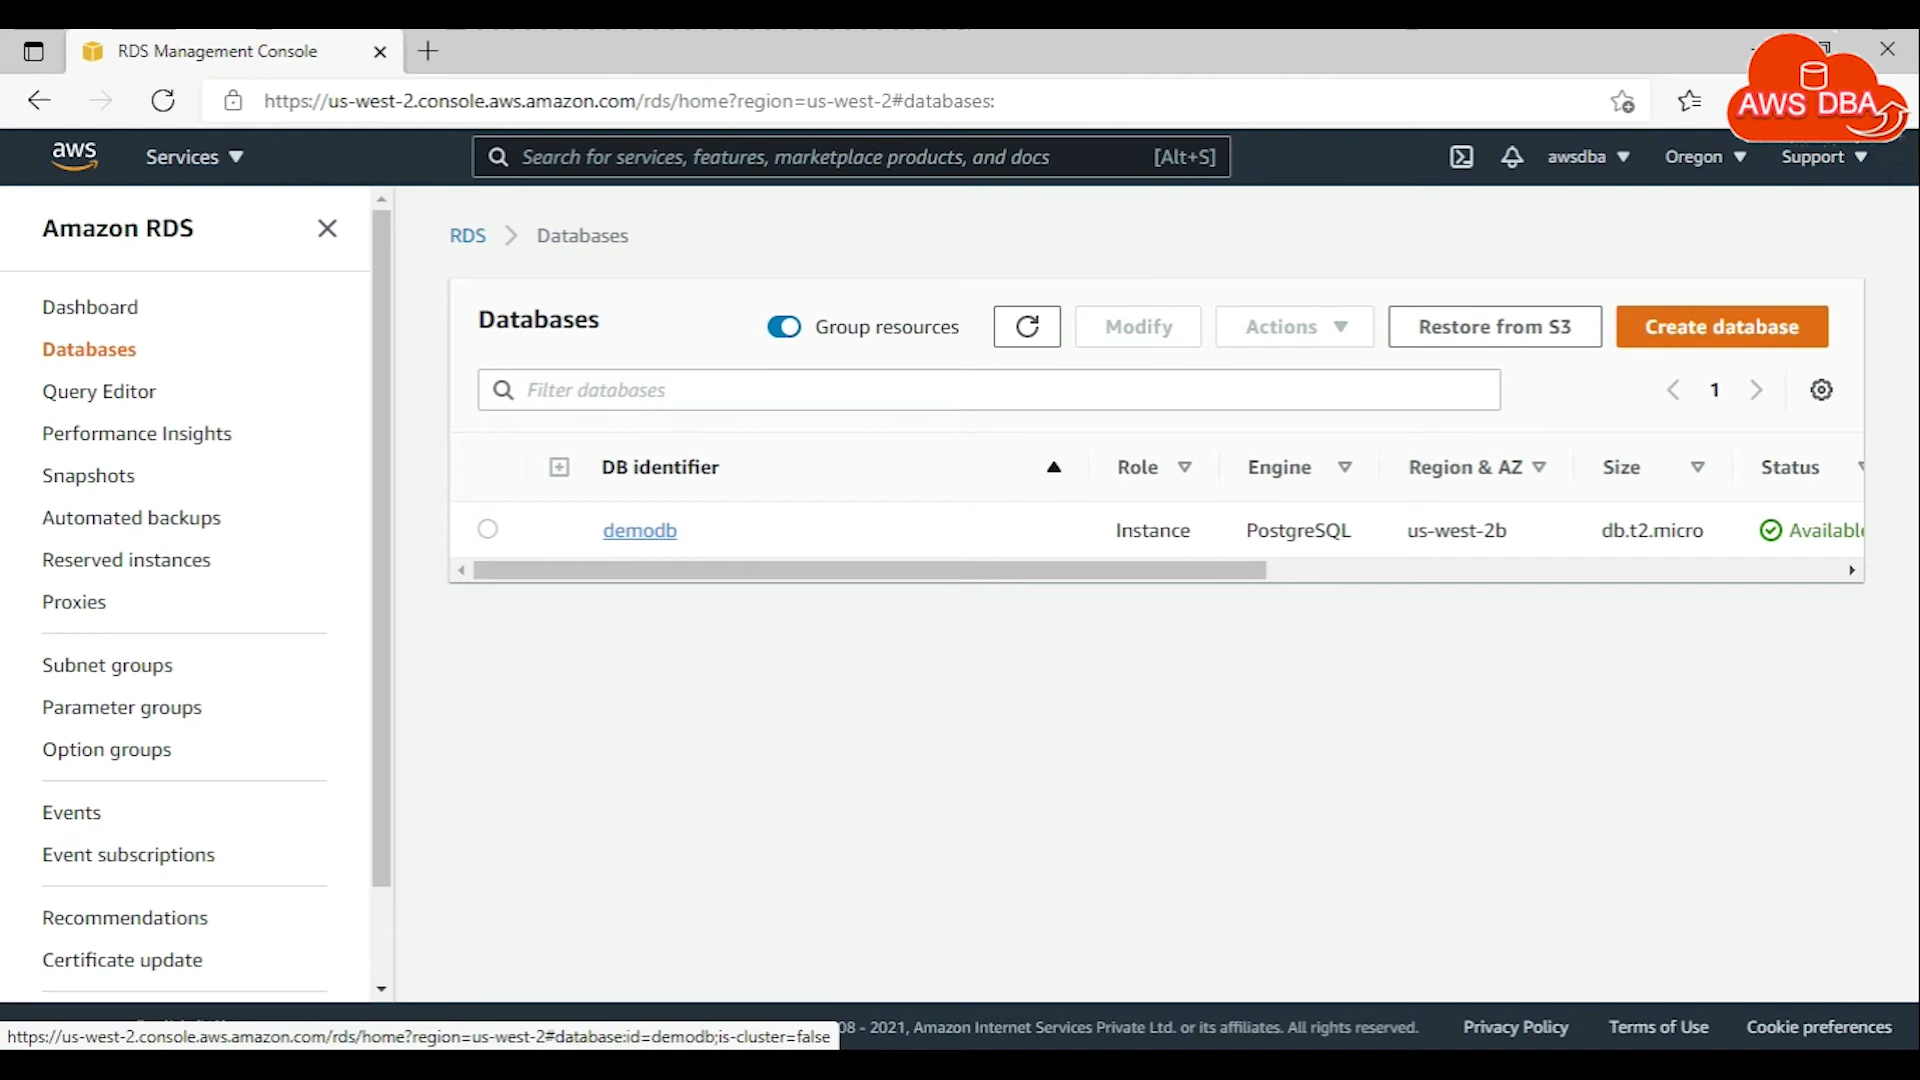 RDS Management Console
https://us-west-2.console.aws.amazon.com/rds/home?region=us-west-2#databases:
AWS DBA
aws
Services
Search for services, features, marketplace products, and docs
[Alt+S]
awsdba
Oregon
Support
Amazon RDS
Dashboard
Databases
Query Editor
Performance Insights
Snapshots
Automated backups
Reserved instances
Proxies
Subnet groups
Parameter groups
Option groups
Events
Event subscriptions
Recommendations
Certificate update
RDS
Databases
Databases
Group resources
Modify
Actions
Restore from S3
Create database
Filter databases
1
DB identifier
Role
Engine
Region & AZ
Size
Status
demodb
Instance
PostgreSQL
us-west-2b
db.t2.micro
Available
https://us-west-2.console.aws.amazon.com/rds/home?region=us-west-2#database:id=demodb;is-cluster=false
08 - 2021, Amazon Internet Services Private Ltd. or its affiliates. All rights reserved.
Privacy Policy
Terms of Use
Cookie preferences